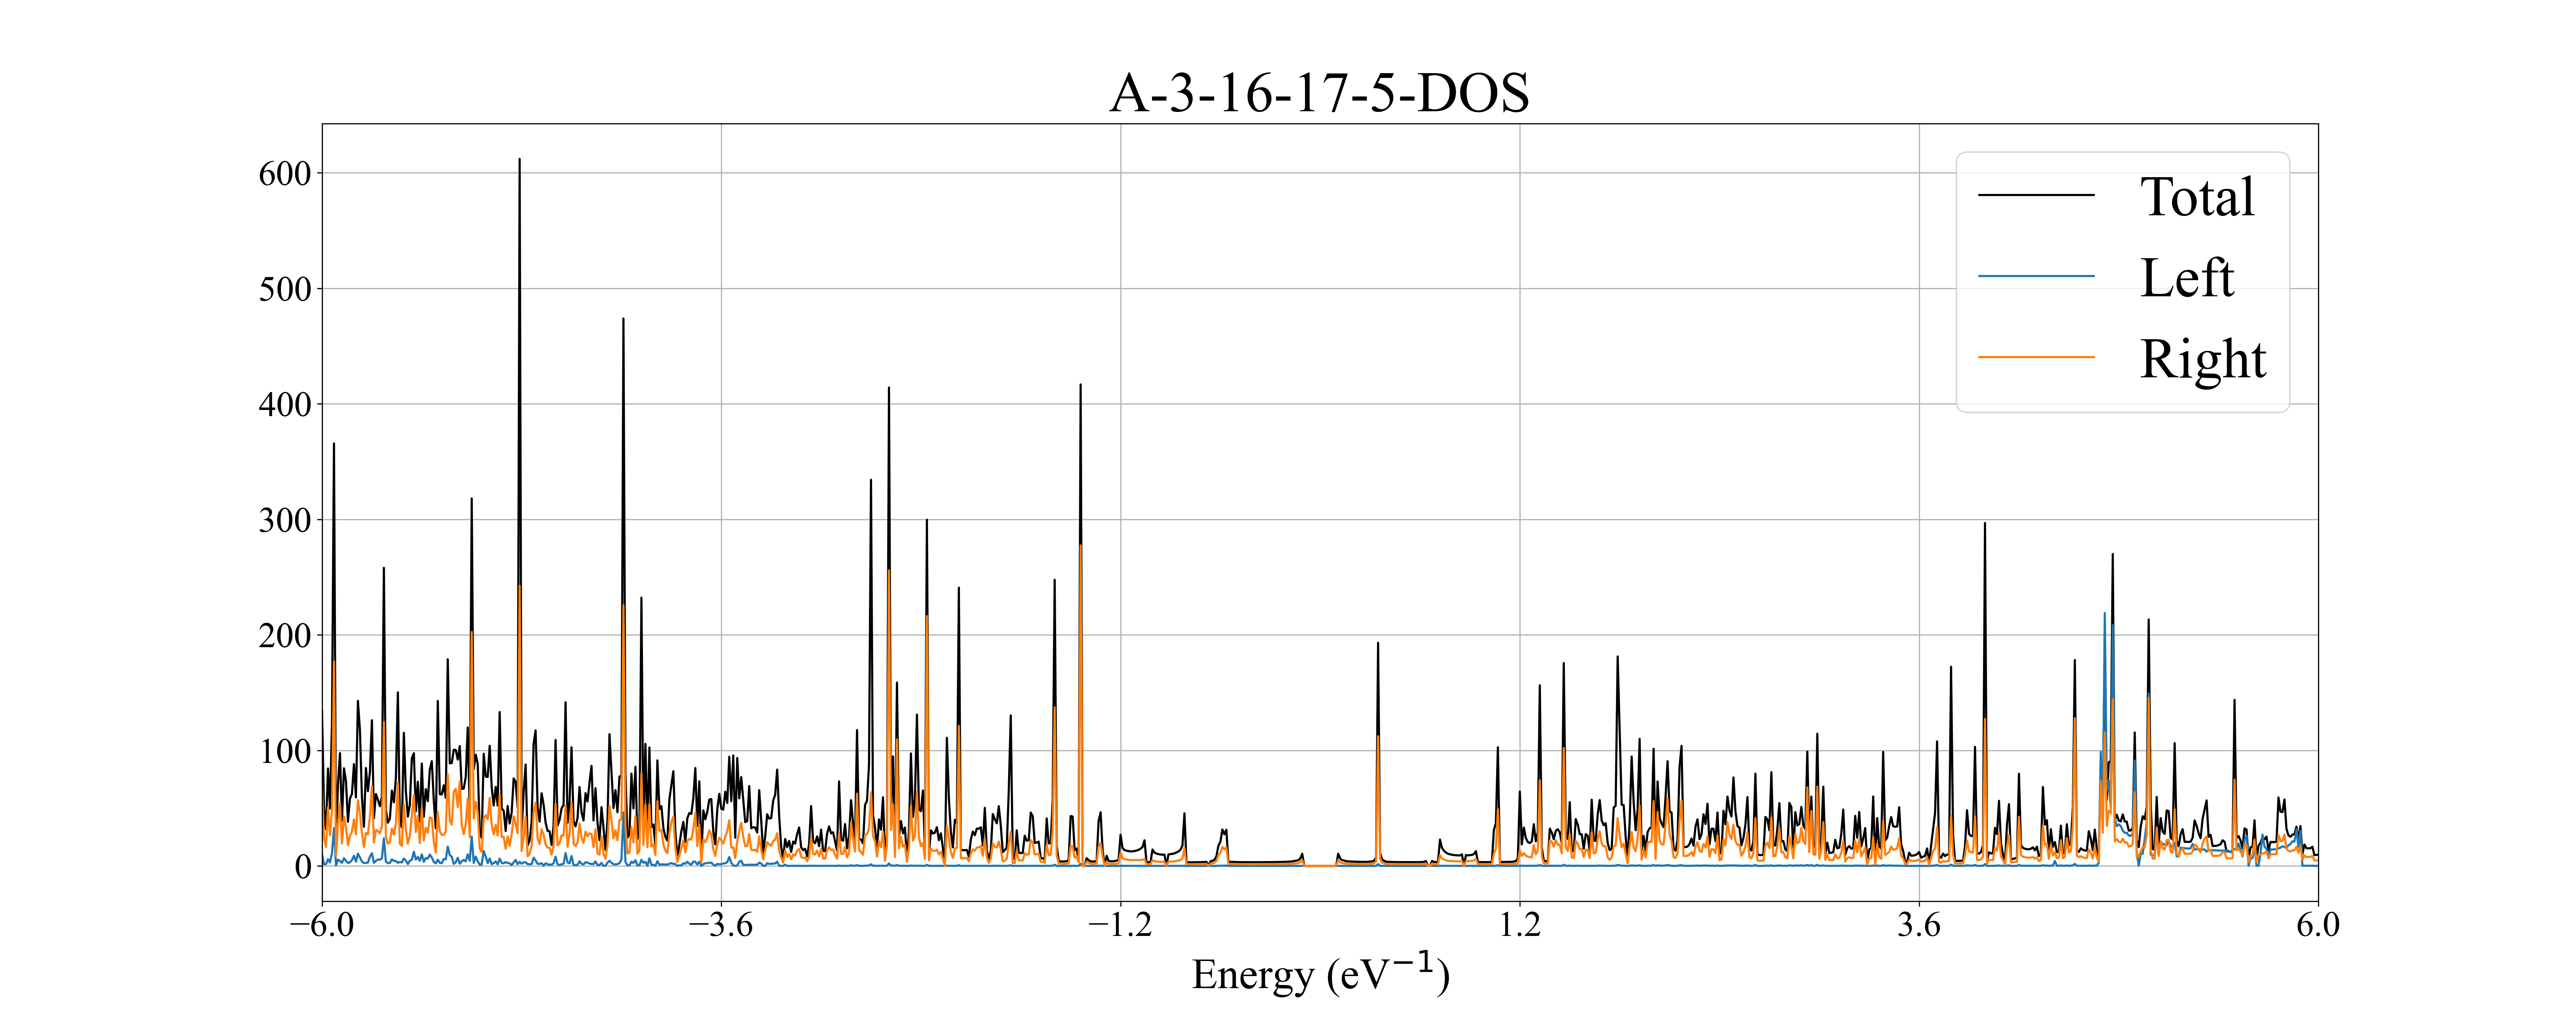 A-3-16-17-5-DOS
Total
Left
Right
600
500
400
300
200
100
0
−6.0 −3.6 −1.2 1.2 3.6 6.0
Energy (eV⁻¹)